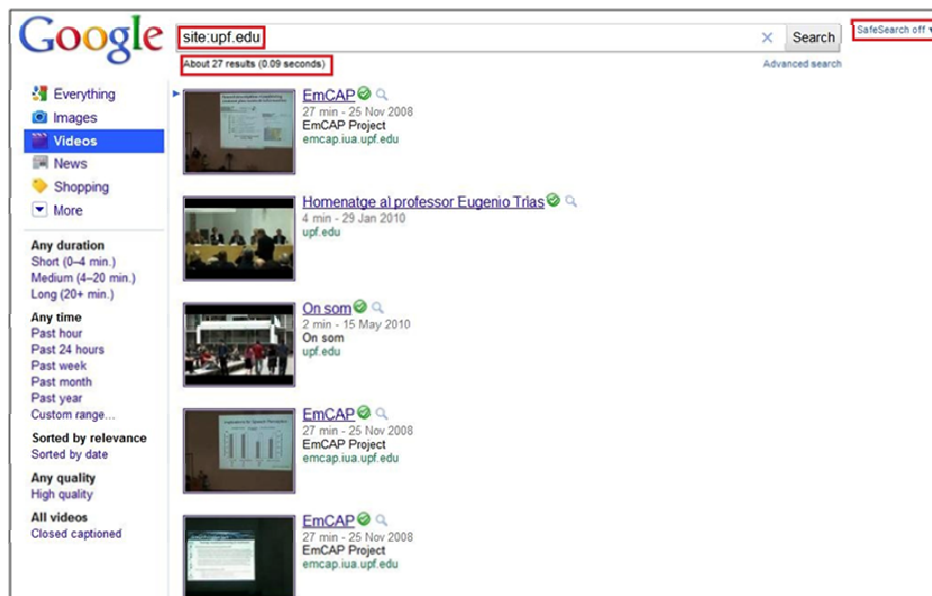 Google
site:upf.edu
Search
SafeSearch off
About 27 results (0.09 seconds)
Advanced search
Everything
Images
Videos
News
Shopping
More
Any duration
Short (0–4 min.)
Medium (4–20 min.)
Long (20+ min.)
Any time
Past hour
Past 24 hours
Past week
Past month
Past year
Custom range...
Sorted by relevance
Sorted by date
Any quality
High quality
All videos
Closed captioned
EmCAP
27 min - 25 Nov 2008
EmCAP Project
emcap.iua.upf.edu
Homenatge al professor Eugenio Trias
4 min - 29 Jan 2010
upf.edu
On som
2 min - 15 May 2010
On som
upf.edu
EmCAP
27 min - 25 Nov 2008
EmCAP Project
emcap.iua.upf.edu
EmCAP
27 min - 25 Nov 2008
EmCAP Project
emcap.iua.upf.edu